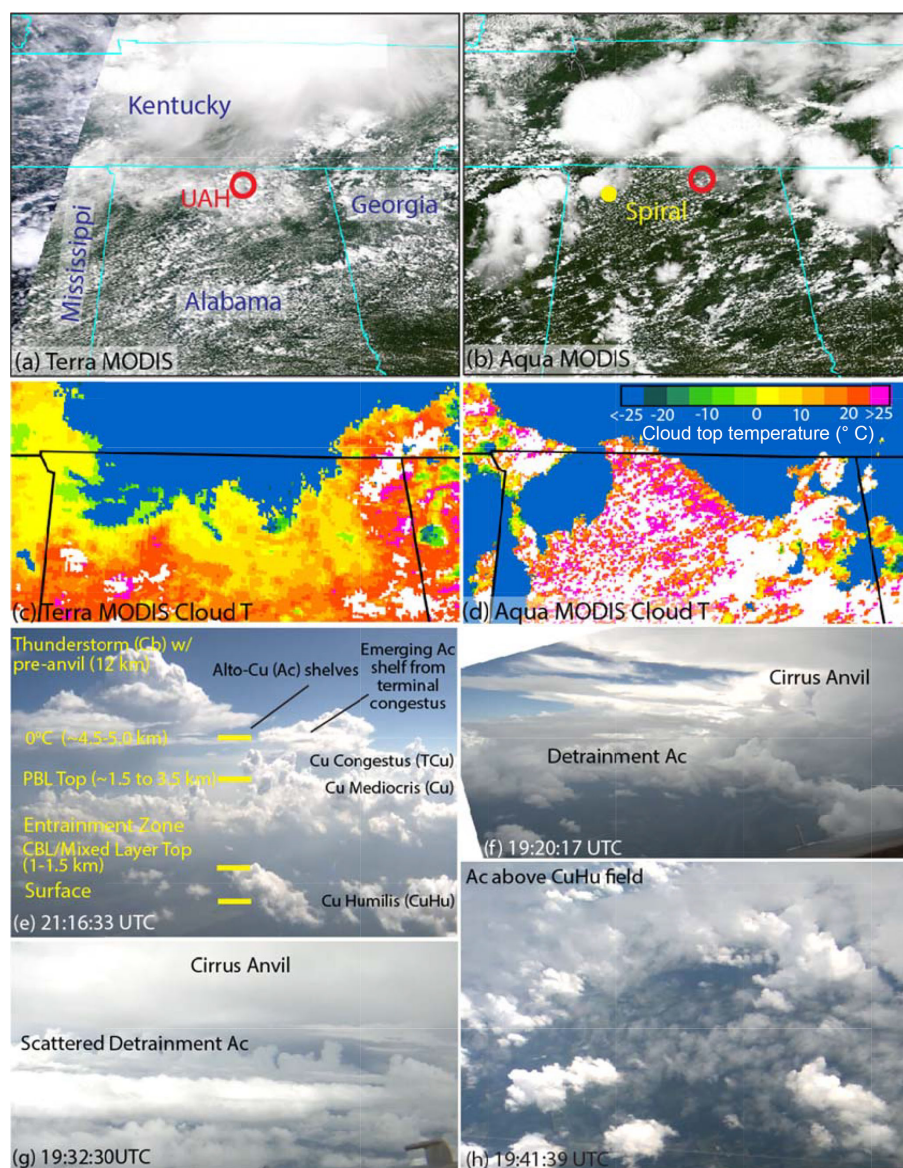 Kentucky
UAH
Georgia
Mississippi
Alabama
(a) Terra MODIS
Spiral
(b) Aqua MODIS
(c) Terra MODIS Cloud T
<-25 -20 -10 0 10 20 >25
Cloud top temperature (° C)
(d) Aqua MODIS Cloud T
Thunderstorm (Cb) w/
pre-anvil (12 km)
Alto-Cu (Ac) shelves
Emerging Ac
shelf from
terminal
congestus
0°C (~4.5-5.0 km)
Cu Congestus (TCu)
PBL Top (~1.5 to 3.5 km)
Cu Mediocris (Cu)
Entrainment Zone
CBL/Mixed Layer Top
(1-1.5 km)
Surface
Cu Humilis (CuHu)
(e) 21:16:33 UTC
Cirrus Anvil
Detrainment Ac
(f) 19:20:17 UTC
Cirrus Anvil
Scattered Detrainment Ac
(g) 19:32:30UTC
Ac above CuHu field
(h) 19:41:39 UTC